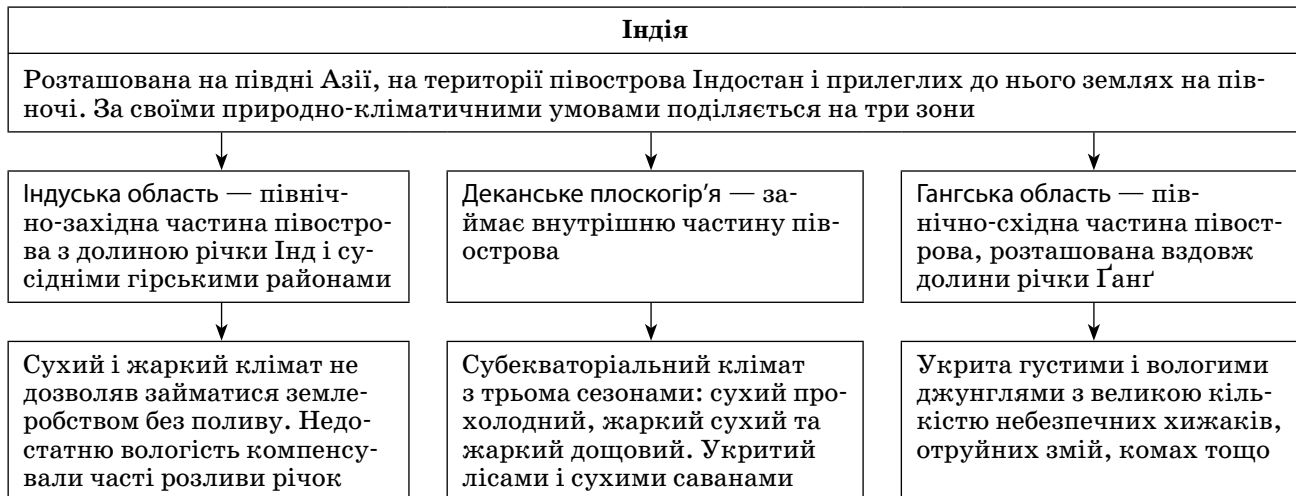 Індія
Розташована на півдні Азії, на території півострова Індостан і прилеглих до нього землях на пів-
ночі. За своїми природно-кліматичними умовами поділяється на три зони
Індуська область — північ-
но-західна частина півостро-
ва з долиною річки Інд і су-
сідніми гірськими районами
Деканське плоскогір'я — за-
ймає внутрішню частину пів-
острова
Гангська область — пів-
нічно-східна частина півост-
рова, розташована вздовж
долини річки Ґанґ
Сухий і жаркий клімат не
дозволяв займатися земле-
робством без поливу. Недо-
статню вологість компенсу-
вали часті розливи річок
Субекваторіальний клімат
з трьома сезонами: сухий про-
холодний, жаркий сухий та
жаркий дощовий. Укритий
лісами і сухими саванами
Укрита густими і вологими
джунглями з великою кіль-
кістю небезпечних хижаків,
отруйних змій, комах тощо